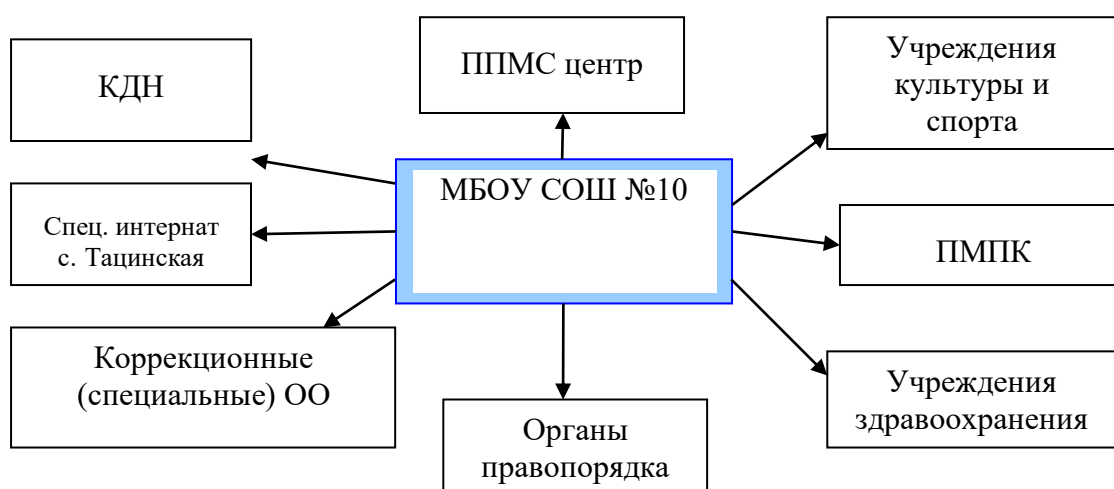 КДН
ППМС центр
Учреждения
культуры и
спорта
МБОУ СОШ №10
Спец. интернат
с. Тацинская
ПМПК
Коррекционные
(специальные) ОО
Органы
правопорядка
Учреждения
здравоохранения